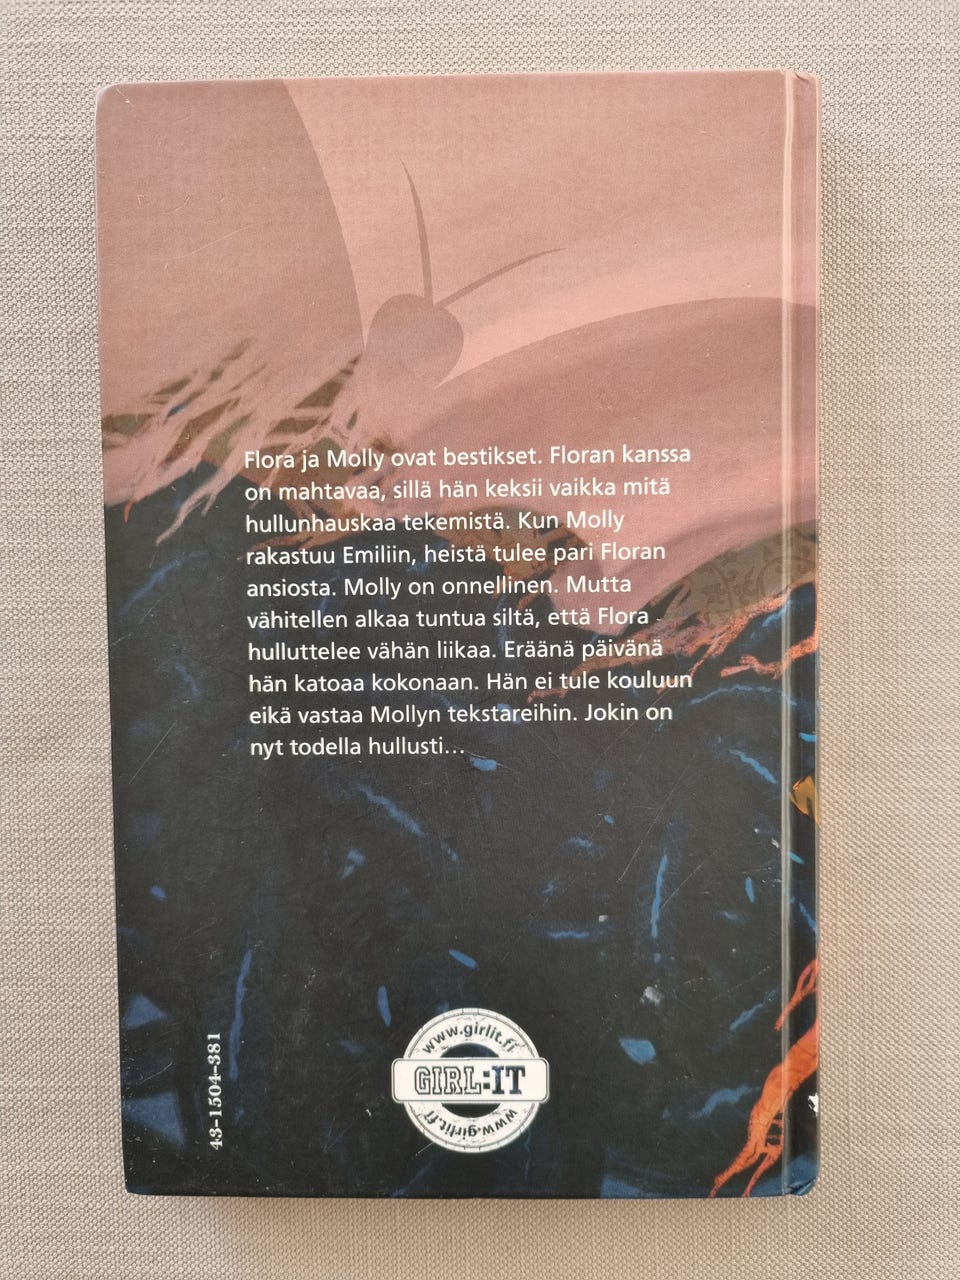 Flora ja Molly ovat bestikset. Floran kanssa
on mahtavaa, sillä hän keksii vaikka mitä
hullunhauskaa tekemistä. Kun Molly
rakastuu Emiliin, heistä tulee pari Floran
ansiosta. Molly on onnellinen. Mutta
vähitellen alkaa tuntua siltä, että Flora
hulluttelee vähän liikaa. Eräänä päivänä
hän katoaa kokonaan. Hän ei tule kouluun
eikä vastaa Mollyn tekstareihin. Jokin on
nyt todella hullusti...
www.girlit.fi
GIRL:IT
www.girlit.fi
43-1504-381